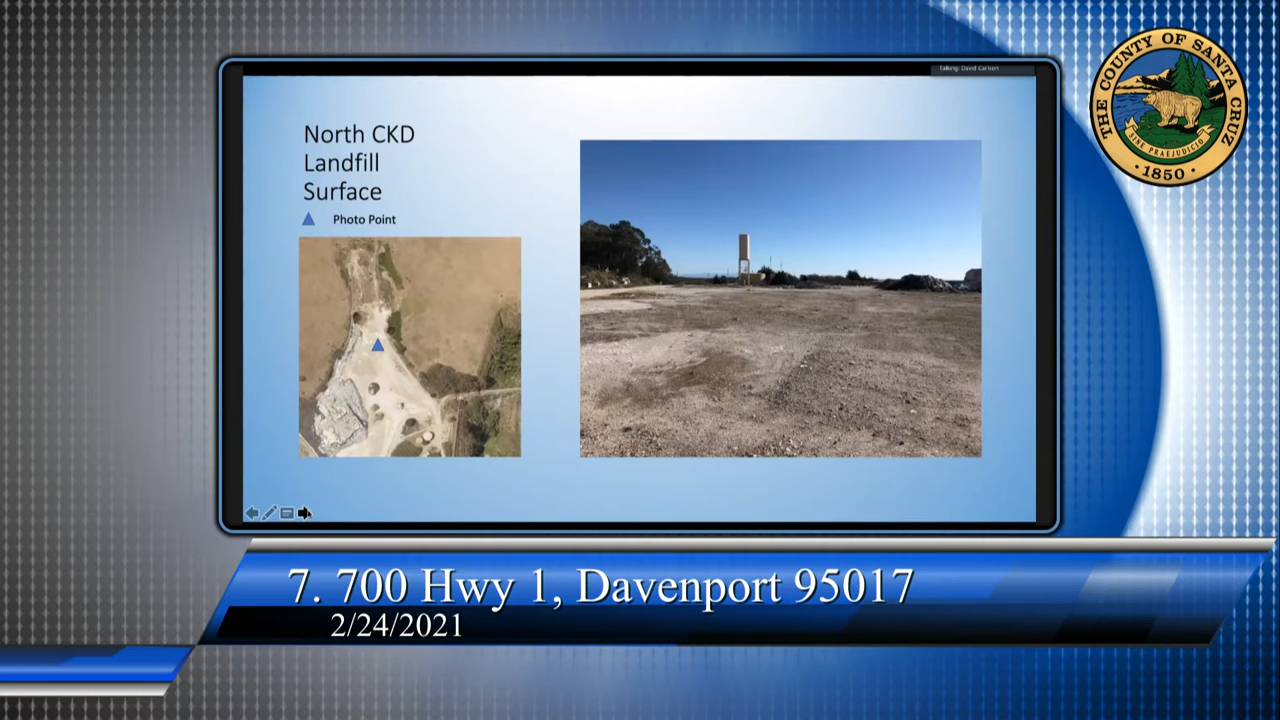 Talking: David Carlson
North CKD
Landfill
Surface
Photo Point
THE COUNTY OF SANTA CRUZ
SINE PRAEJUDICIO
· 1850 ·
7. 700 Hwy 1, Davenport 95017
2/24/2021